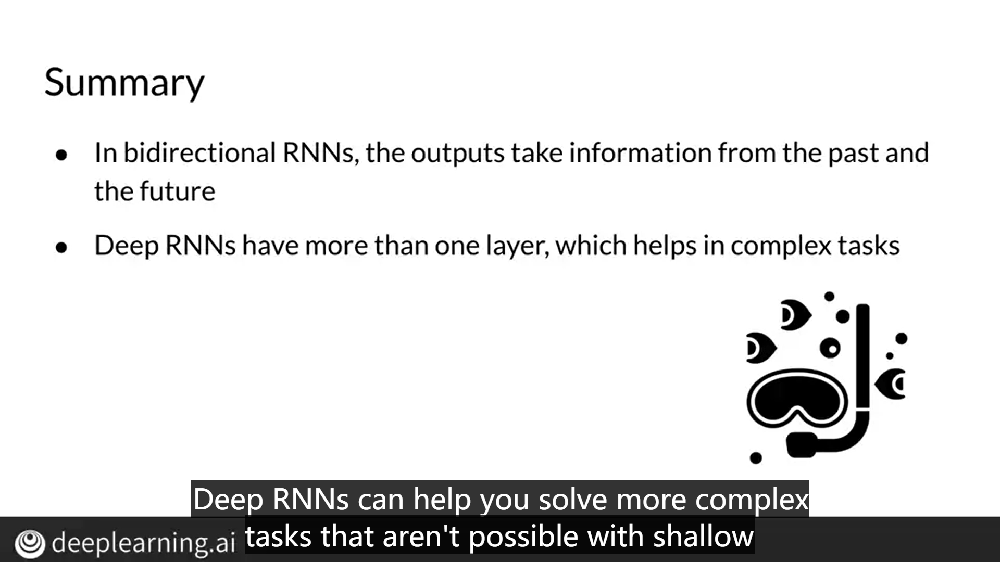 Summary
● In bidirectional RNNs, the outputs take information from the past and
the future
● Deep RNNs have more than one layer, which helps in complex tasks
Deep RNNs can help you solve more complex
tasks that aren't possible with shallow
deeplearning.ai